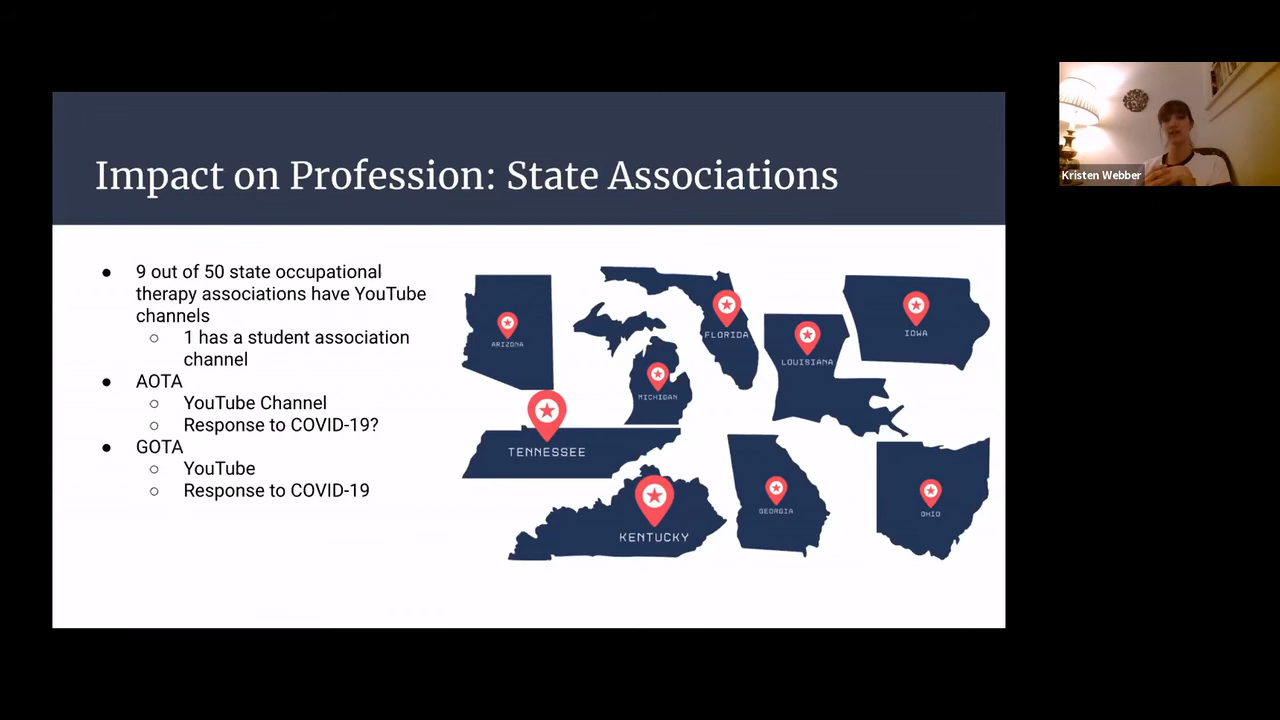 Impact on Profession: State Associations
● 9 out of 50 state occupational
therapy associations have YouTube
channels
○ 1 has a student association
channel
● AOTA
○ YouTube Channel
○ Response to COVID-19?
● GOTA
○ YouTube
○ Response to COVID-19
ARIZONA
FLORIDA
IOWA
LOUISIANA
MICHIGAN
TENNESSEE
KENTUCKY
GEORGIA
OHIO
Kristen Webber